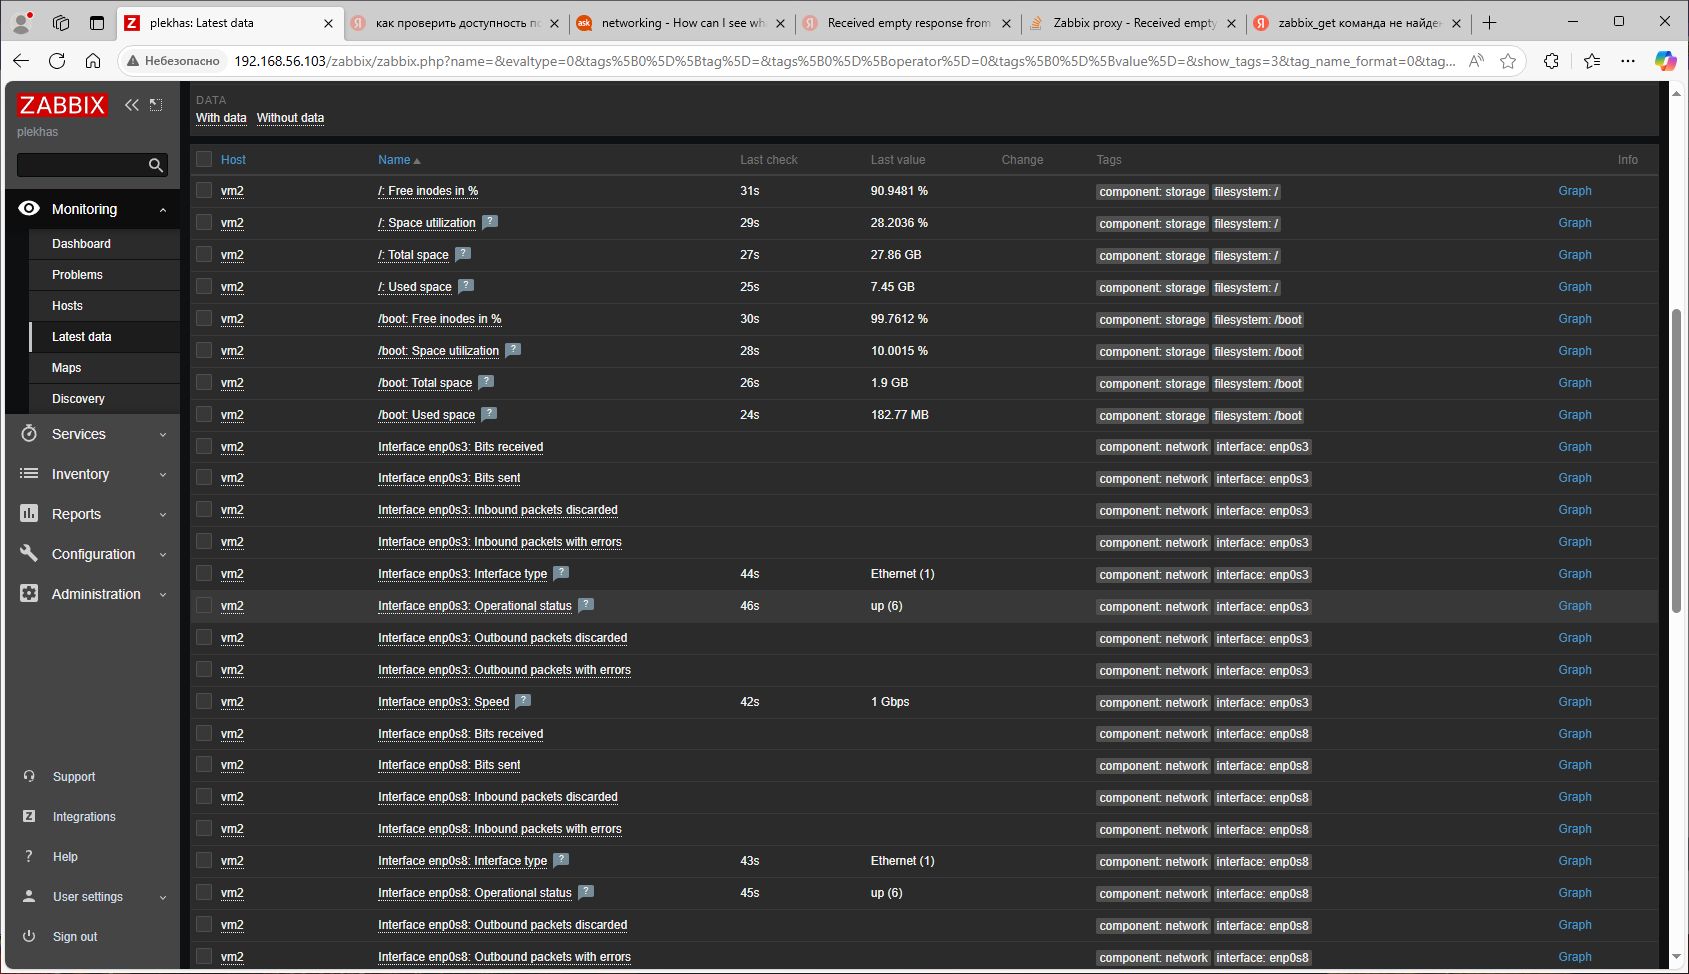 plekhas: Latest data
как проверить доступность по
networking - How can I see wha
Received empty response from
Zabbix proxy - Received empty
zabbix_get команда не найден
Небезопасно
192.168.56.103/zabbix/zabbix.php?name=&evaltype=0&tags%5B0%5D%5Btag%5D=&tags%5B0%5D%5Boperator%5D=0&tags%5B0%5D%5Bvalue%5D=&show_tags=3&tag_name_format=0&tag...
ZABBIX
plekhas
Monitoring
Dashboard
Problems
Hosts
Latest data
Maps
Discovery
Services
Inventory
Reports
Configuration
Administration
Support
Integrations
Help
User settings
Sign out
DATA
With data Without data
Host Name Last check Last value Change Tags Info
vm2 /: Free inodes in % 31s 90.9481 % component: storage filesystem: / Graph
vm2 /: Space utilization ? 29s 28.2036 % component: storage filesystem: / Graph
vm2 /: Total space ? 27s 27.86 GB component: storage filesystem: / Graph
vm2 /: Used space ? 25s 7.45 GB component: storage filesystem: / Graph
vm2 /boot: Free inodes in % 30s 99.7612 % component: storage filesystem: /boot Graph
vm2 /boot: Space utilization ? 28s 10.0015 % component: storage filesystem: /boot Graph
vm2 /boot: Total space ? 26s 1.9 GB component: storage filesystem: /boot Graph
vm2 /boot: Used space ? 24s 182.77 MB component: storage filesystem: /boot Graph
vm2 Interface enp0s3: Bits received component: network interface: enp0s3 Graph
vm2 Interface enp0s3: Bits sent component: network interface: enp0s3 Graph
vm2 Interface enp0s3: Inbound packets discarded component: network interface: enp0s3 Graph
vm2 Interface enp0s3: Inbound packets with errors component: network interface: enp0s3 Graph
vm2 Interface enp0s3: Interface type ? 44s Ethernet (1) component: network interface: enp0s3 Graph
vm2 Interface enp0s3: Operational status ? 46s up (6) component: network interface: enp0s3 Graph
vm2 Interface enp0s3: Outbound packets discarded component: network interface: enp0s3 Graph
vm2 Interface enp0s3: Outbound packets with errors component: network interface: enp0s3 Graph
vm2 Interface enp0s3: Speed ? 42s 1 Gbps component: network interface: enp0s3 Graph
vm2 Interface enp0s8: Bits received component: network interface: enp0s8 Graph
vm2 Interface enp0s8: Bits sent component: network interface: enp0s8 Graph
vm2 Interface enp0s8: Inbound packets discarded component: network interface: enp0s8 Graph
vm2 Interface enp0s8: Inbound packets with errors component: network interface: enp0s8 Graph
vm2 Interface enp0s8: Interface type ? 43s Ethernet (1) component: network interface: enp0s8 Graph
vm2 Interface enp0s8: Operational status ? 45s up (6) component: network interface: enp0s8 Graph
vm2 Interface enp0s8: Outbound packets discarded component: network interface: enp0s8 Graph
vm2 Interface enp0s8: Outbound packets with errors component: network interface: enp0s8 Graph